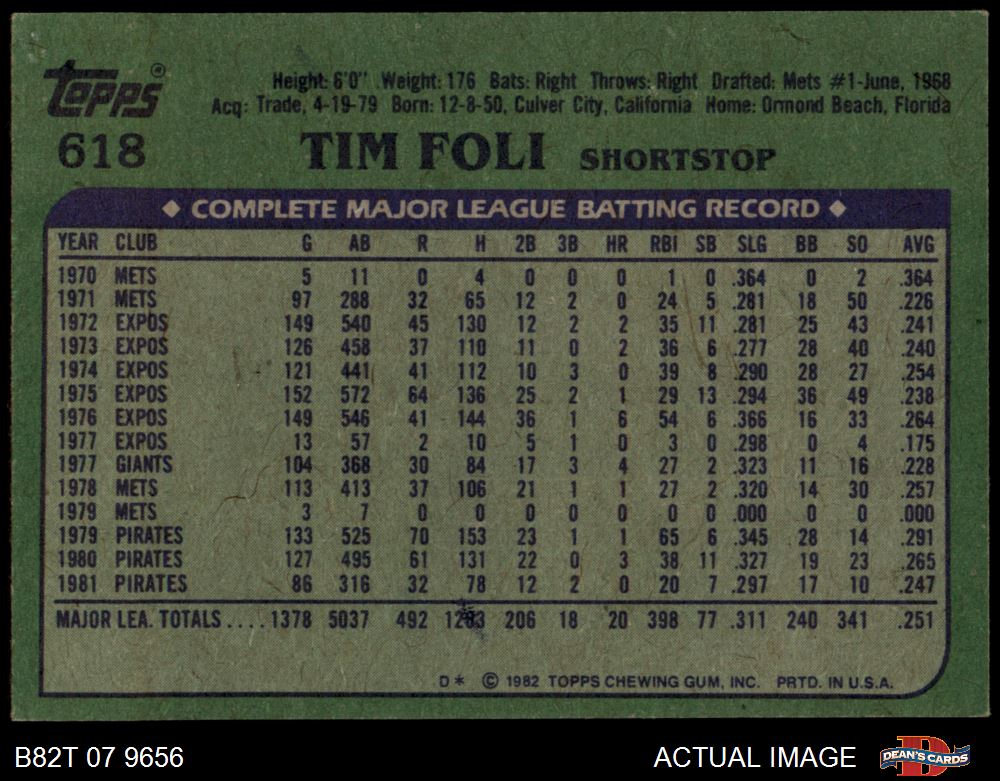 Topps®
Height: 6'0" Weight: 176 Bats: Right Throws: Right Drafted: Mets #1-June, 1968
Acq: Trade, 4-19-79 Born: 12-8-50, Culver City, California Home: Ormond Beach, Florida
618 TIM FOLI SHORTSTOP
◆ COMPLETE MAJOR LEAGUE BATTING RECORD ◆
YEAR CLUB G AB R H 2B 3B HR RBI SB SLG BB SO AVG
1970 METS 5 11 0 4 0 0 0 1 0 .364 0 2 .364
1971 METS 97 288 32 65 12 2 0 24 5 .281 18 50 .226
1972 EXPOS 149 540 45 130 12 2 2 35 11 .281 25 43 .241
1973 EXPOS 126 458 37 110 11 0 2 36 6 .277 28 40 .240
1974 EXPOS 121 441 41 112 10 3 0 39 8 .290 28 27 .254
1975 EXPOS 152 572 64 136 25 2 1 29 13 .294 36 49 .238
1976 EXPOS 149 546 41 144 36 1 6 54 6 .366 16 33 .264
1977 EXPOS 13 57 2 10 5 1 0 3 0 .298 0 4 .175
1977 GIANTS 104 368 30 84 17 3 4 27 2 .323 11 16 .228
1978 METS 113 413 37 106 21 1 1 27 2 .320 14 30 .257
1979 METS 3 7 0 0 0 0 0 0 0 .000 0 0 .000
1979 PIRATES 133 525 70 153 23 1 1 65 6 .345 28 14 .291
1980 PIRATES 127 495 61 131 22 0 3 38 11 .327 19 23 .265
1981 PIRATES 86 316 32 78 12 2 0 20 7 .297 17 10 .247
MAJOR LEA. TOTALS .... 1378 5037 492 1263 206 18 20 398 77 .311 240 341 .251
D* © 1982 TOPPS CHEWING GUM, INC. PRTD. IN U.S.A.
B82T 07 9656 ACTUAL IMAGE DEAN'S CARDS